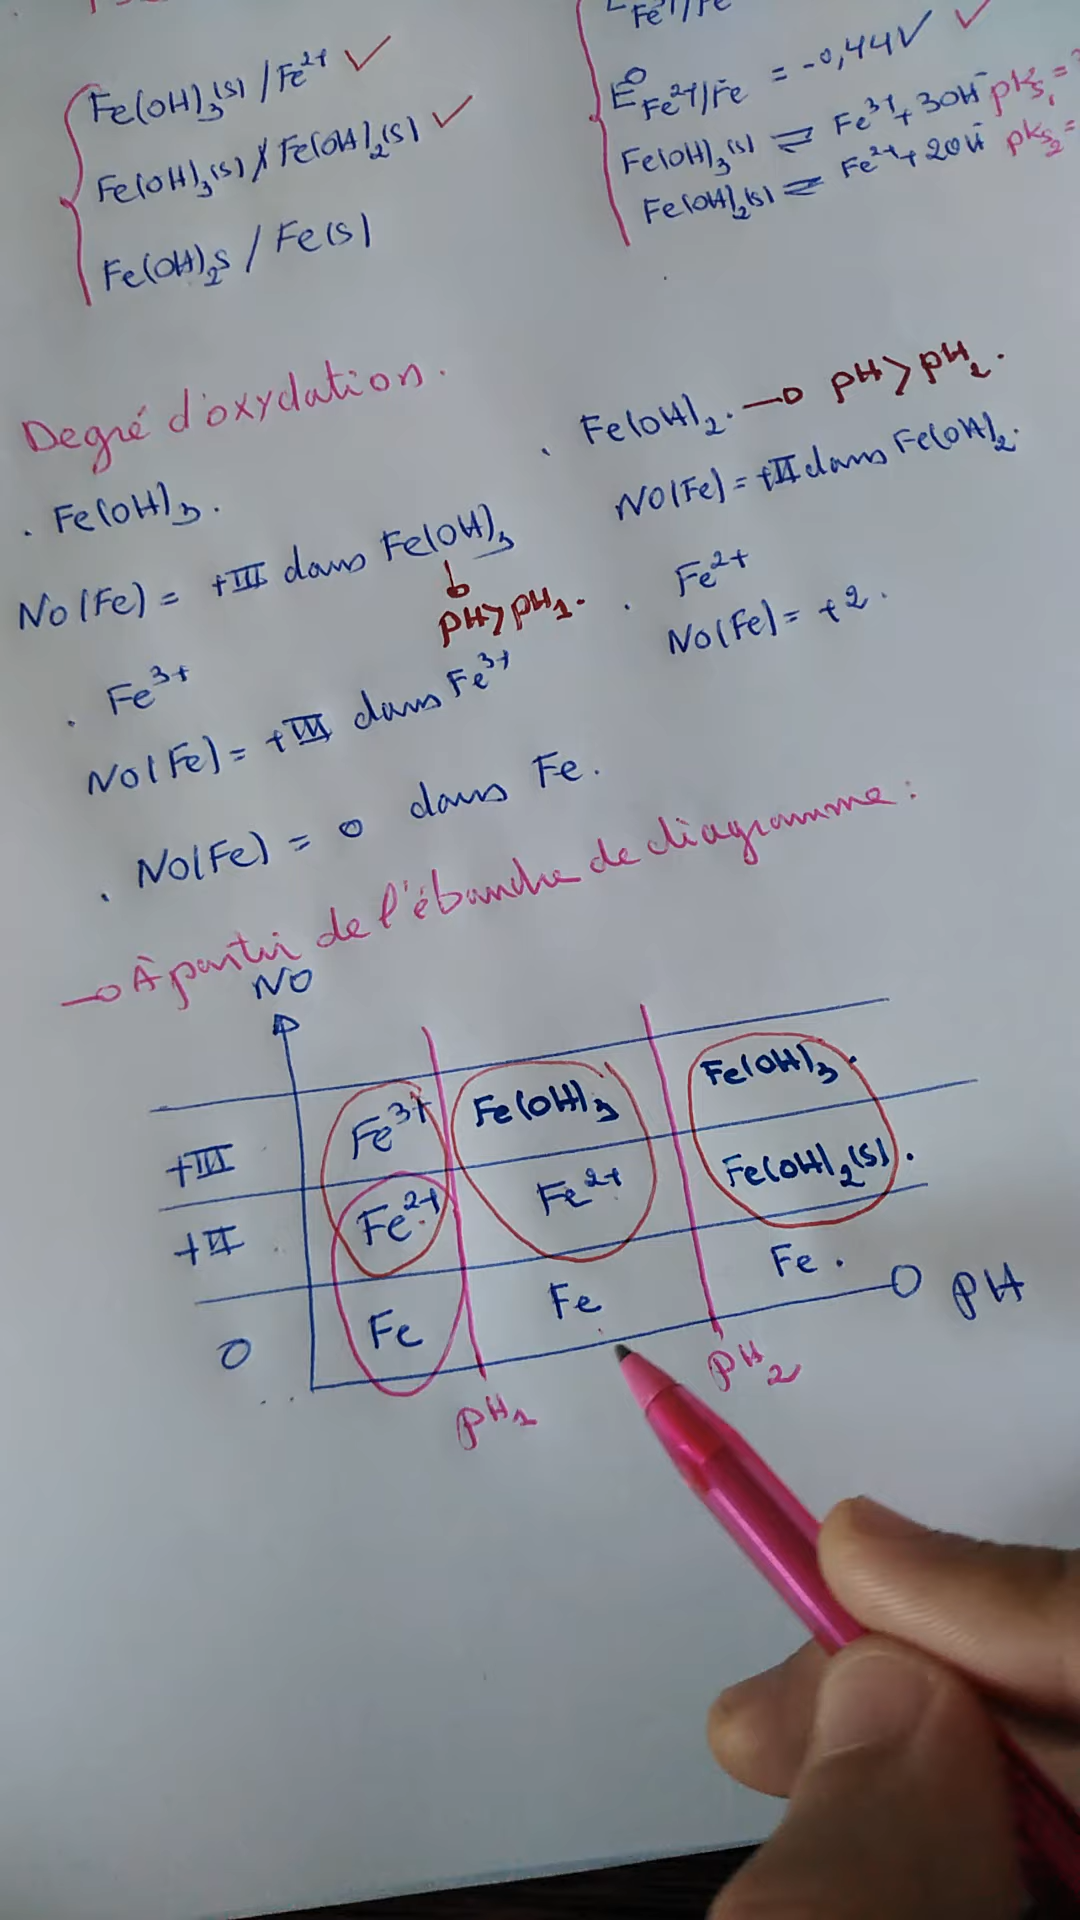 Fe(OH)₃(s) / Fe²⁺ ✓
Fe(OH)₃(s) / Fe(OH)₂(s) ✓
Fe(OH)₂s / Fe(s)
E°Fe²⁺/Fe = -0,44V ✓
Fe(OH)₃(s) ⇌ Fe³⁺ + 3OH⁻ pKs₁ =
Fe(OH)₂(s) ⇌ Fe²⁺ + 2OH⁻ pKs₂ =
Degré d'oxydation.
. Fe(OH)₃.
No(Fe) = +III dans Fe(OH)₃
pH > pH₁.
. Fe³⁺
No(Fe) = +III dans Fe³⁺
. No(Fe) = 0 dans Fe.
. Fe(OH)₂. → pH > pH₂.
No(Fe) = +II dans Fe(OH)₂.
. Fe²⁺
No(Fe) = +2.
→ À partir de l'ébauche de diagramme :
NO
+III Fe³⁺ Fe(OH)₃ Fe(OH)₃.
+II Fe²⁺ Fe²⁺ Fe(OH)₂(s).
0 Fe Fe Fe.
pH
pH₁ pH₂